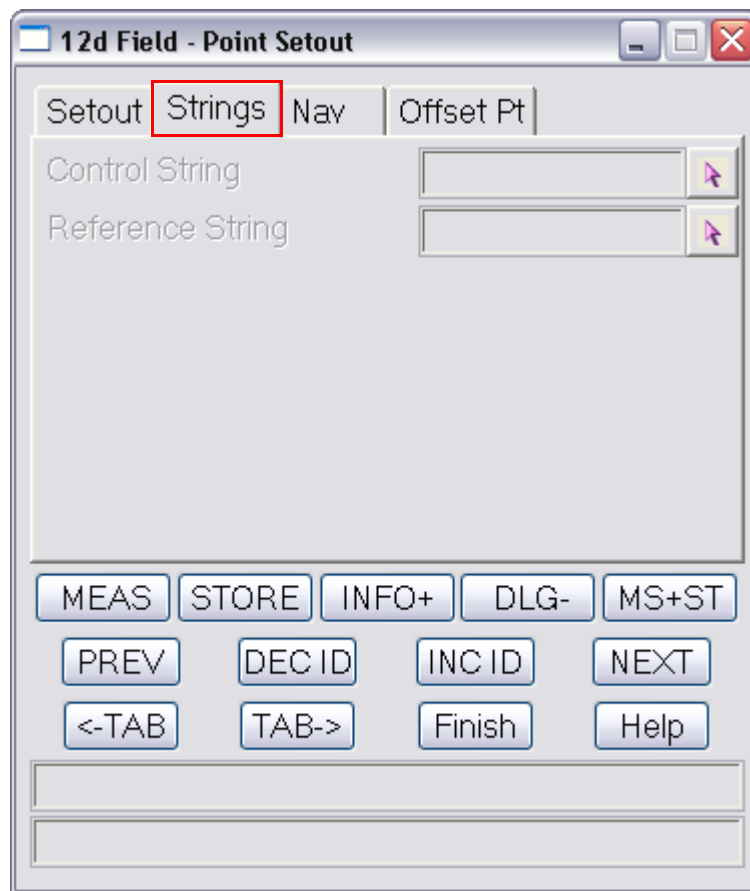 12d Field - Point Setout
Setout Strings Nav Offset Pt
Control String
Reference String
MEAS STORE INFO+ DLG- MS+ST
PREV DEC ID INC ID NEXT
<-TAB TAB-> Finish Help